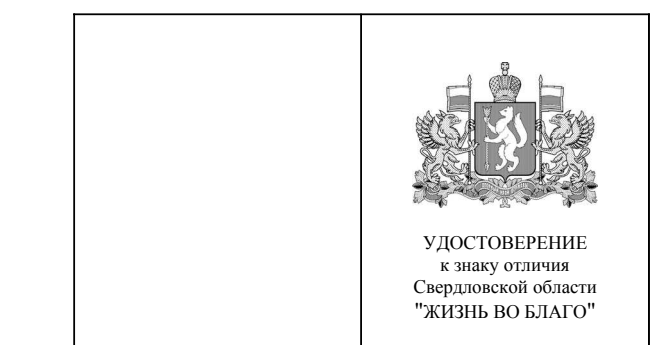 УДОСТОВЕРЕНИЕ
к знаку отличия
Свердловской области
"ЖИЗНЬ ВО БЛАГО"